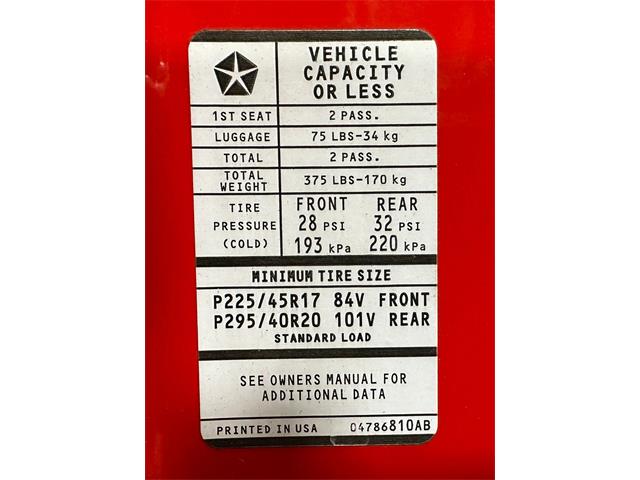 VEHICLE
CAPACITY
OR LESS
1ST SEAT 2 PASS.
LUGGAGE 75 LBS-34 kg
TOTAL 2 PASS.
TOTAL
WEIGHT 375 LBS-170 kg
TIRE
PRESSURE
(COLD)
FRONT REAR
28 PSI 32 PSI
193 kPa 220 kPa
MINIMUM TIRE SIZE
P225/45R17 84V FRONT
P295/40R20 101V REAR
STANDARD LOAD
SEE OWNERS MANUAL FOR
ADDITIONAL DATA
PRINTED IN USA 04786810AB